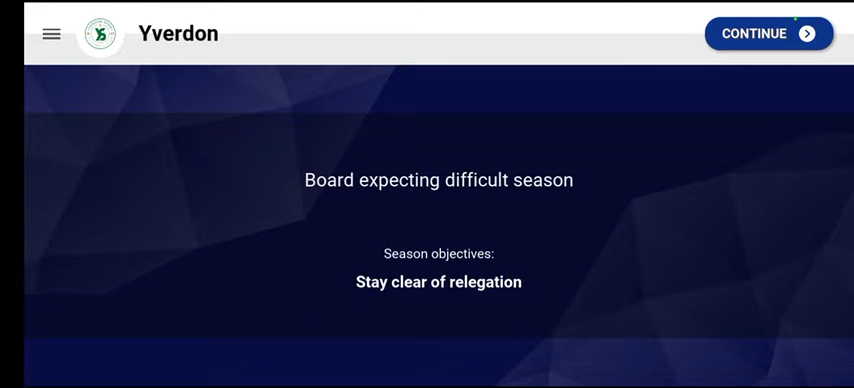 Yverdon
CONTINUE
Board expecting difficult season
Season objectives:
Stay clear of relegation